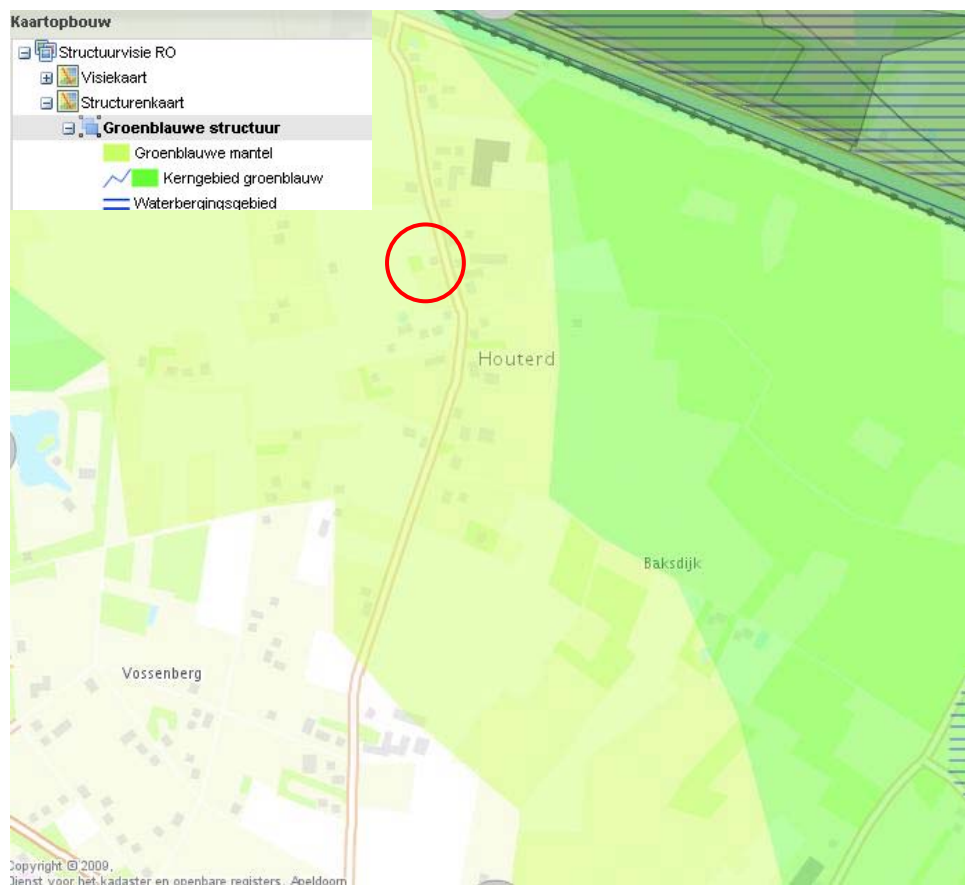 Kaartopbouw
Structuurvisie RO
Visiekaart
Structurenkaart
Groenblauwe structuur
Groenblauwe mantel
Kerngebied groenblauw
Waterbergingsgebied
Houterd
Baksdijk
Vossenberg
Copyright © 2009,
Dienst voor het kadaster en openbare registers, Apeldoorn